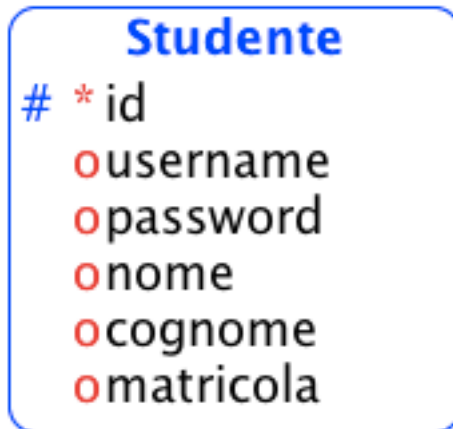 Studente
# * id
o username
o password
o nome
o cognome
o matricola